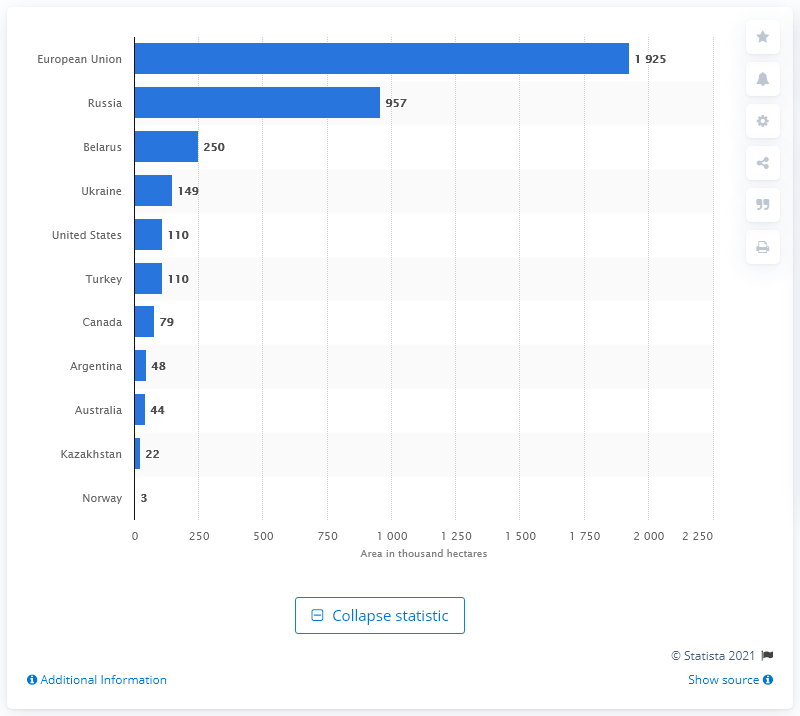 European Union 1 925
Russia 957
Belarus 250
Ukraine 149
United States 110
Turkey 110
Canada 79
Argentina 48
Australia 44
Kazakhstan 22
Norway 3
0 250 500 750 1 000 1 250 1 500 1 750 2 000 2 250
Area in thousand hectares
Collapse statistic
© Statista 2021
Additional Information Show source